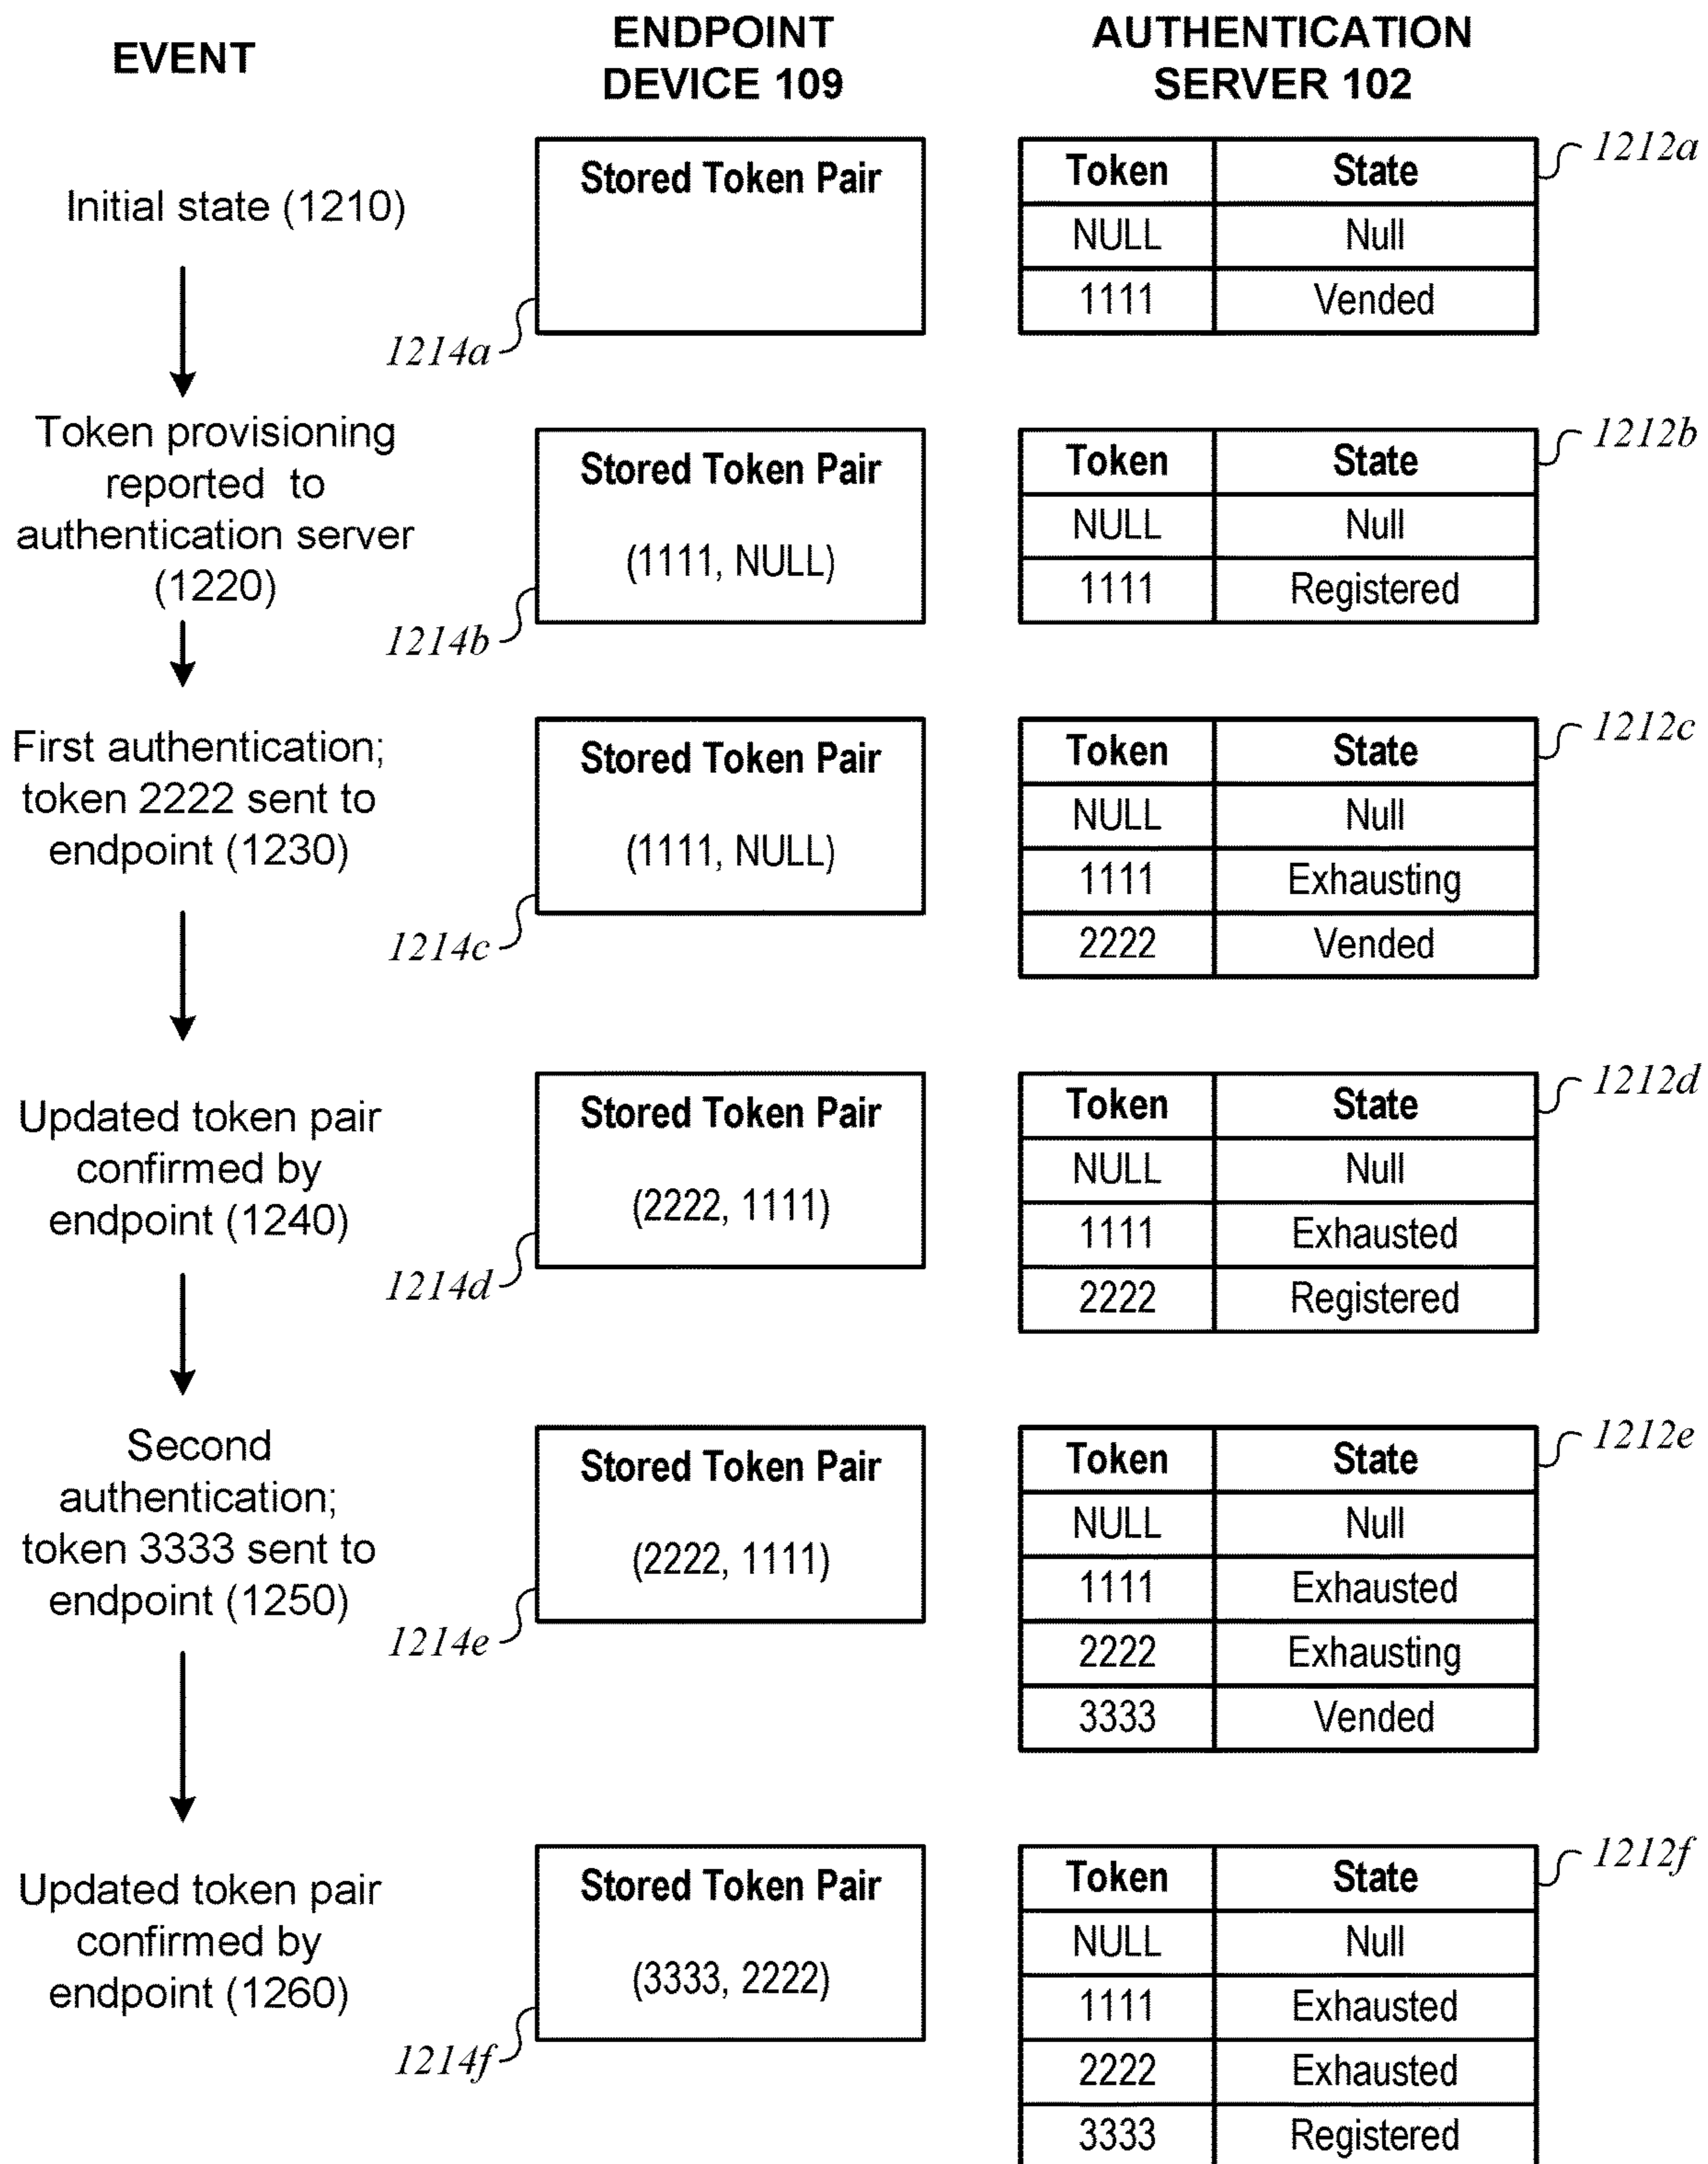 EVENT
ENDPOINT
DEVICE 109
AUTHENTICATION
SERVER 102
Initial state (1210)
Stored Token Pair
1214a
Token State
NULL Null
1111 Vended
1212a
Token provisioning
reported to
authentication server
(1220)
Stored Token Pair
(1111, NULL)
1214b
Token State
NULL Null
1111 Registered
1212b
First authentication;
token 2222 sent to
endpoint (1230)
Stored Token Pair
(1111, NULL)
1214c
Token State
NULL Null
1111 Exhausting
2222 Vended
1212c
Updated token pair
confirmed by
endpoint (1240)
Stored Token Pair
(2222, 1111)
1214d
Token State
NULL Null
1111 Exhausted
2222 Registered
1212d
Second
authentication;
token 3333 sent to
endpoint (1250)
Stored Token Pair
(2222, 1111)
1214e
Token State
NULL Null
1111 Exhausted
2222 Exhausting
3333 Vended
1212e
Updated token pair
confirmed by
endpoint (1260)
Stored Token Pair
(3333, 2222)
1214f
Token State
NULL Null
1111 Exhausted
2222 Exhausted
3333 Registered
1212f